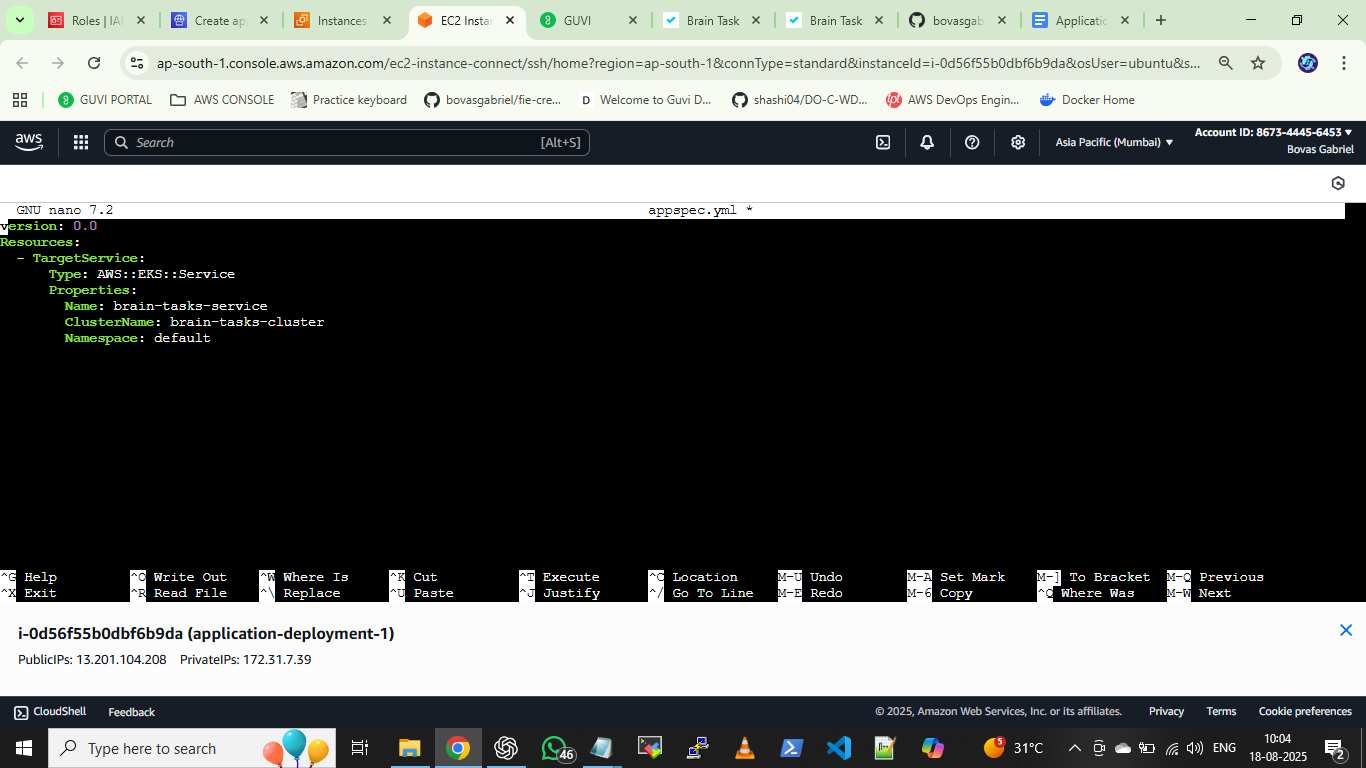 Roles | IA
Create ap
Instances
EC2 Instan
GUVI
Brain Task
Brain Task
bovasgab
Applicatio
ap-south-1.console.aws.amazon.com/ec2-instance-connect/ssh/home?region=ap-south-1&connType=standard&instanceId=i-0d56f55b0dbf6b9da&osUser=ubuntu&s...
GUVI PORTAL
AWS CONSOLE
Practice keyboard
bovasgabriel/fie-cre...
D Welcome to Guvi D...
shashi04/DO-C-WD...
AWS DevOps Engin...
Docker Home
aws
Search
[Alt+S]
Asia Pacific (Mumbai)
Account ID: 8673-4445-6453
Bovas Gabriel
GNU nano 7.2 appspec.yml *
version: 0.0
Resources:
- TargetService:
Type: AWS::EKS::Service
Properties:
Name: brain-tasks-service
ClusterName: brain-tasks-cluster
Namespace: default
^G Help ^O Write Out ^W Where Is ^K Cut ^T Execute ^C Location M-U Undo M-A Set Mark M-] To Bracket M-Q Previous
^X Exit ^R Read File ^\ Replace ^U Paste ^J Justify ^/ Go To Line M-E Redo M-6 Copy ^Q Where Was M-W Next
i-0d56f55b0dbf6b9da (application-deployment-1)
PublicIPs: 13.201.104.208 PrivateIPs: 172.31.7.39
CloudShell
Feedback
© 2025, Amazon Web Services, Inc. or its affiliates.
Privacy
Terms
Cookie preferences
Type here to search
46
5
31°C
ENG
10:04
18-08-2025
2